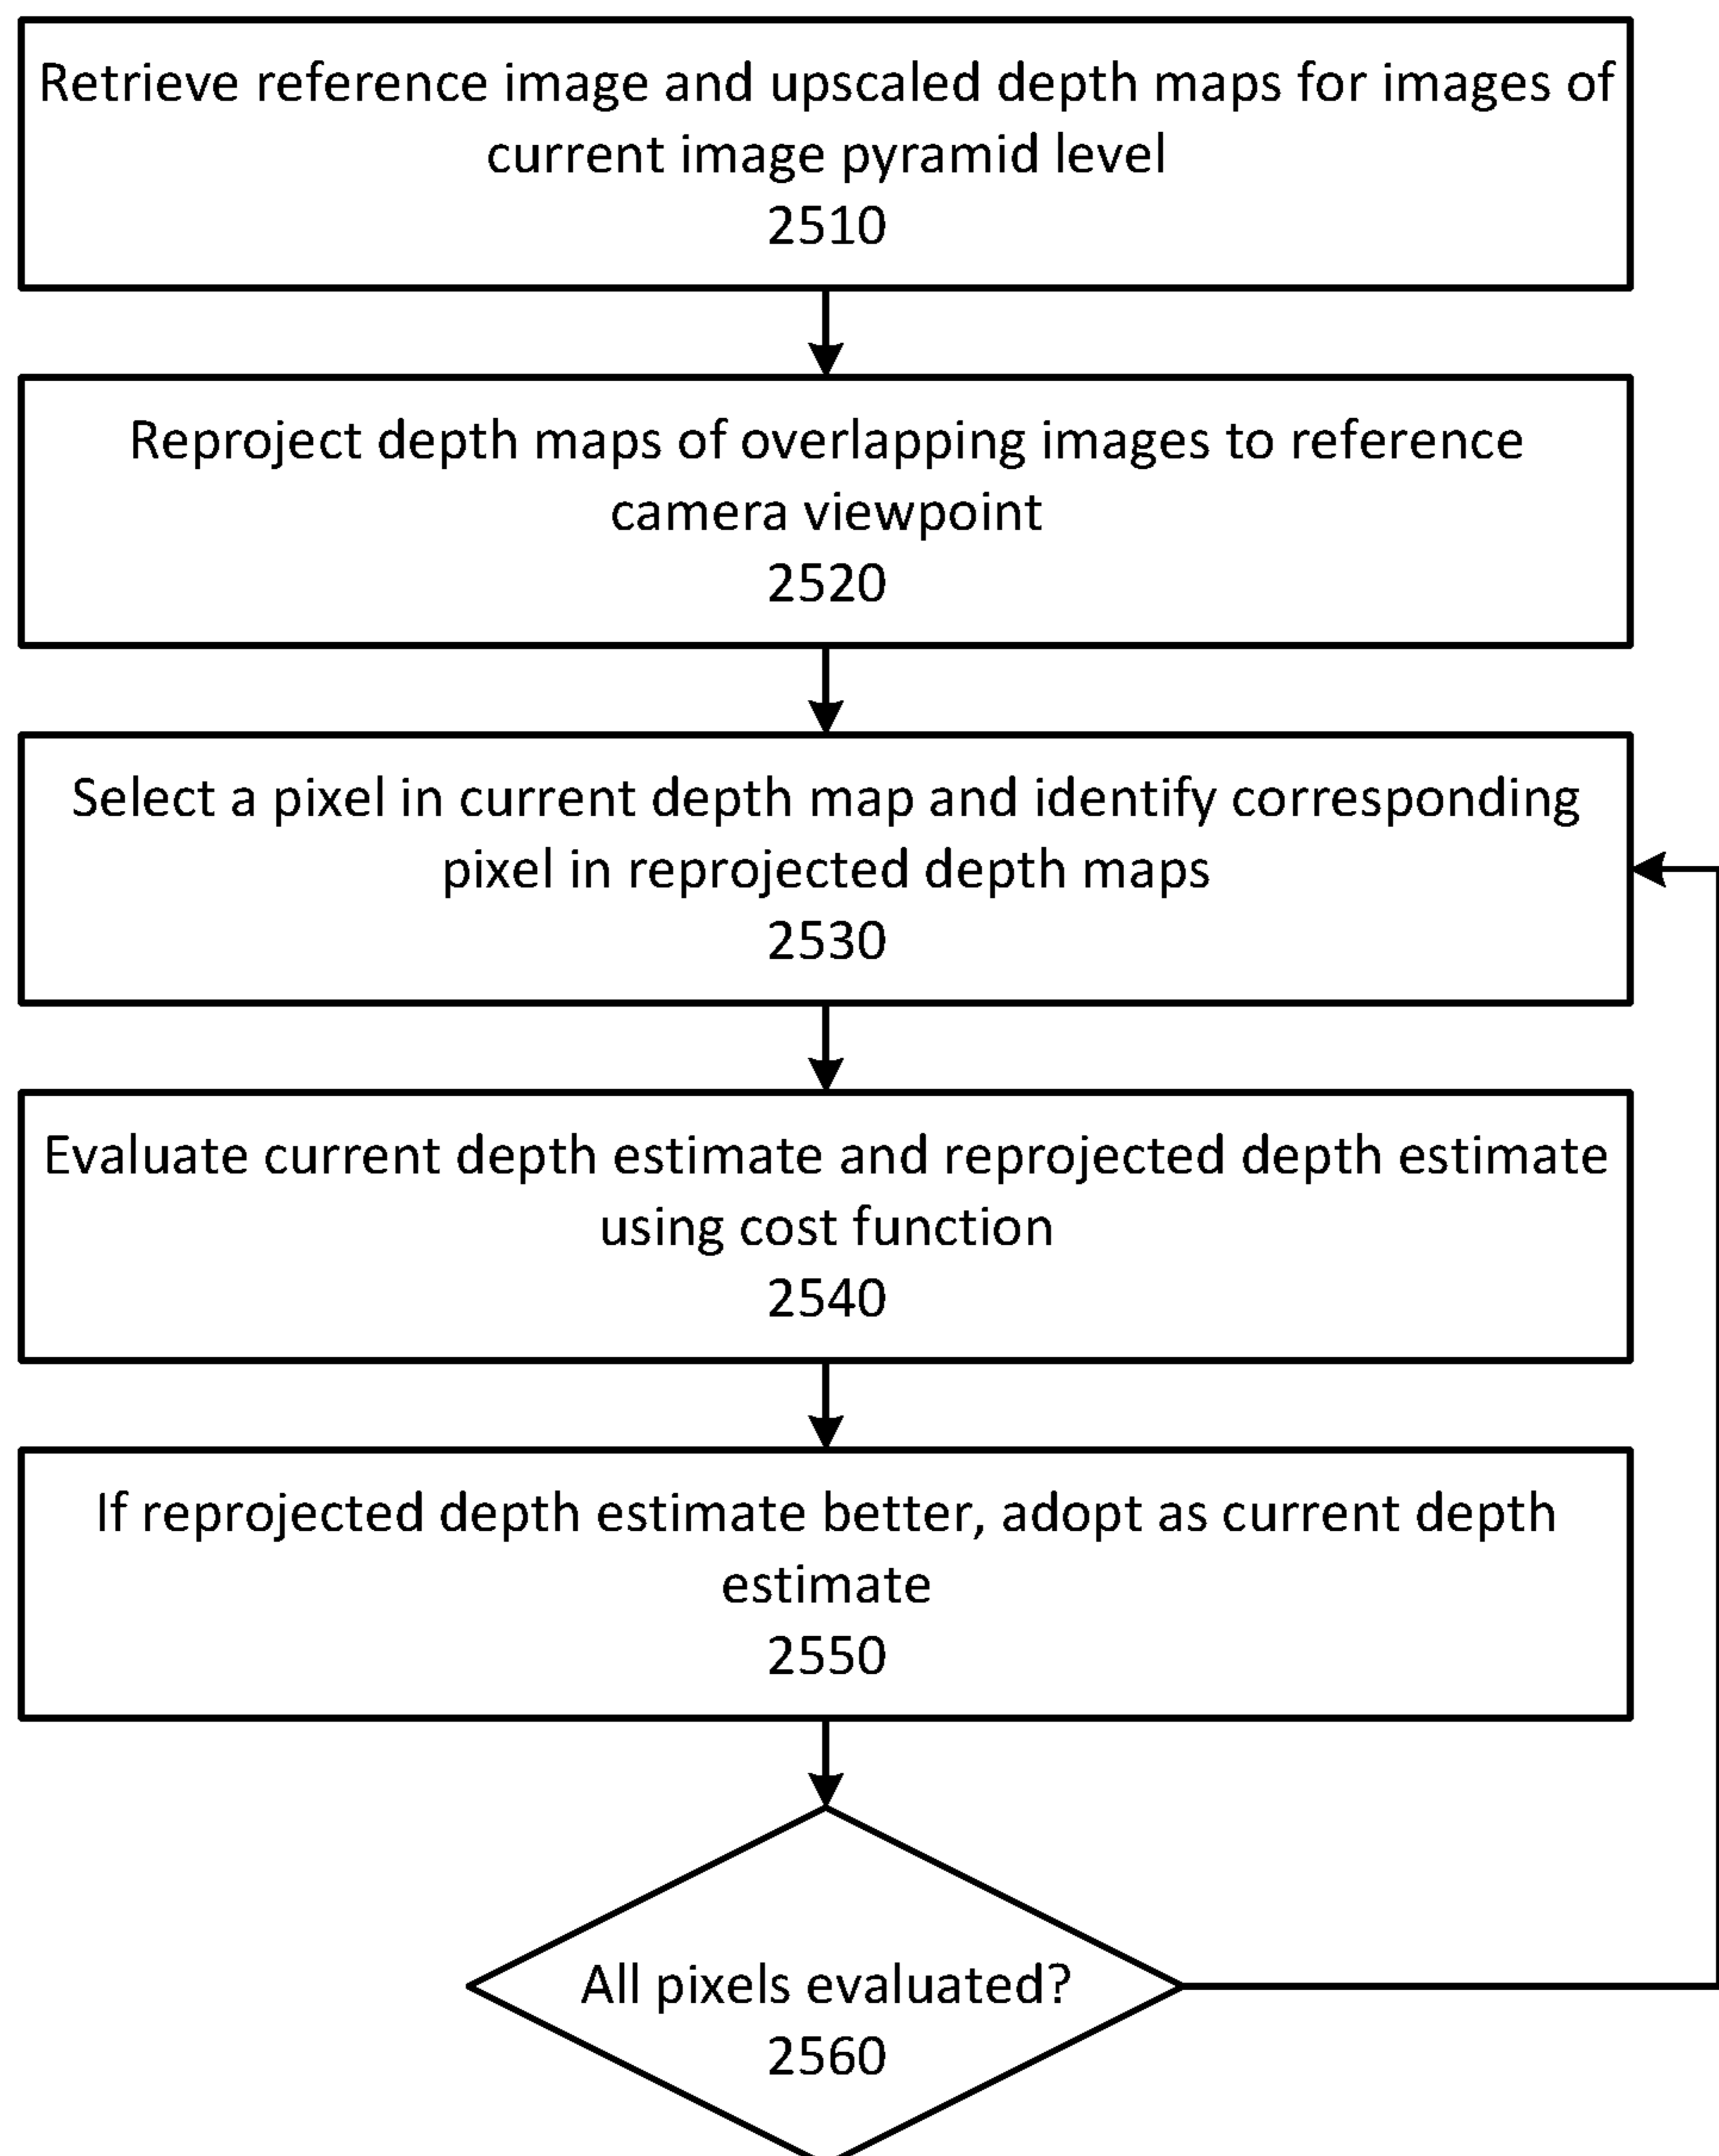 Retrieve reference image and upscaled depth maps for images of
current image pyramid level
2510
Reproject depth maps of overlapping images to reference
camera viewpoint
2520
Select a pixel in current depth map and identify corresponding
pixel in reprojected depth maps
2530
Evaluate current depth estimate and reprojected depth estimate
using cost function
2540
If reprojected depth estimate better, adopt as current depth
estimate
2550
All pixels evaluated?
2560